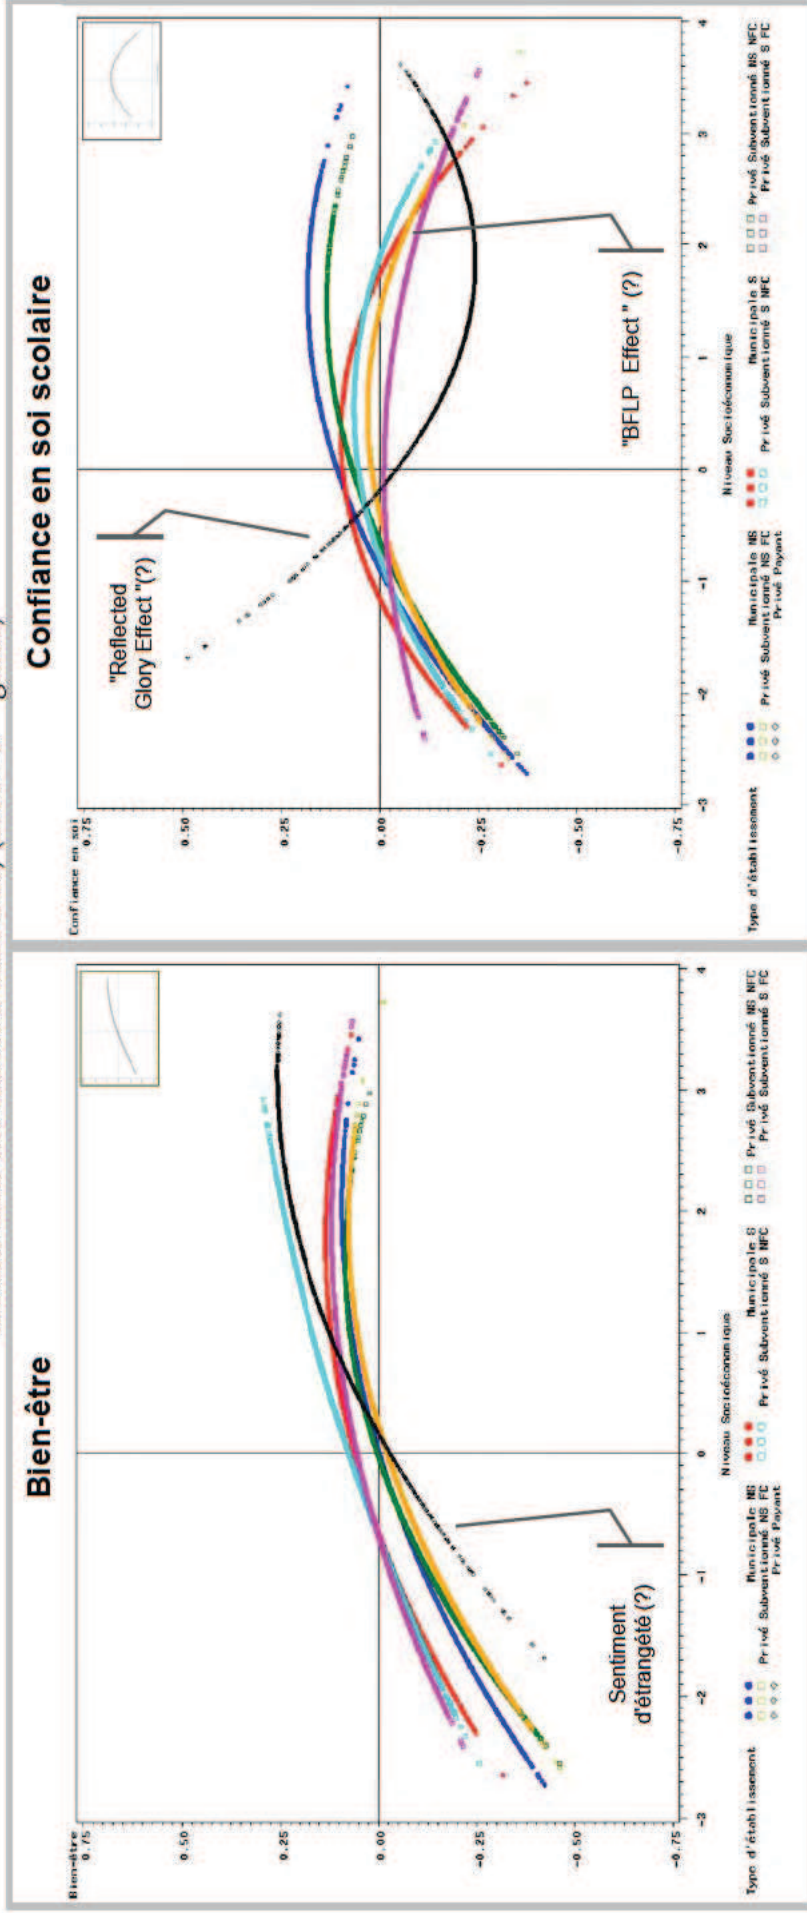 Bien-être
Bien-être
0.75
0.50
0.25
0.00
-0.25
-0.50
-0.75
-3
-2
-1
0
1
2
3
4
Sentiment
d'étrangété (?)
Niveau Socioéconomique
Type d'établissement
Municipale NS
Municipale S
Privé Subventionné NS NFC
Privé Subventionné NS FC
Privé Subventionné S NFC
Privé Subventionné S FC
Privé Payant
Confiance en soi scolaire
Confiance en soi
0.75
0.50
0.25
0.00
-0.25
-0.50
-0.75
-3
-2
-1
0
1
2
3
4
"Reflected
Glory Effect "(?)
"BFLP Effect " (?)
Niveau Socioéconomique
Type d'établissement
Municipale NS
Municipale S
Privé Subventionné NS NFC
Privé Subventionné NS FC
Privé Subventionné S NFC
Privé Subventionné S FC
Privé Payant